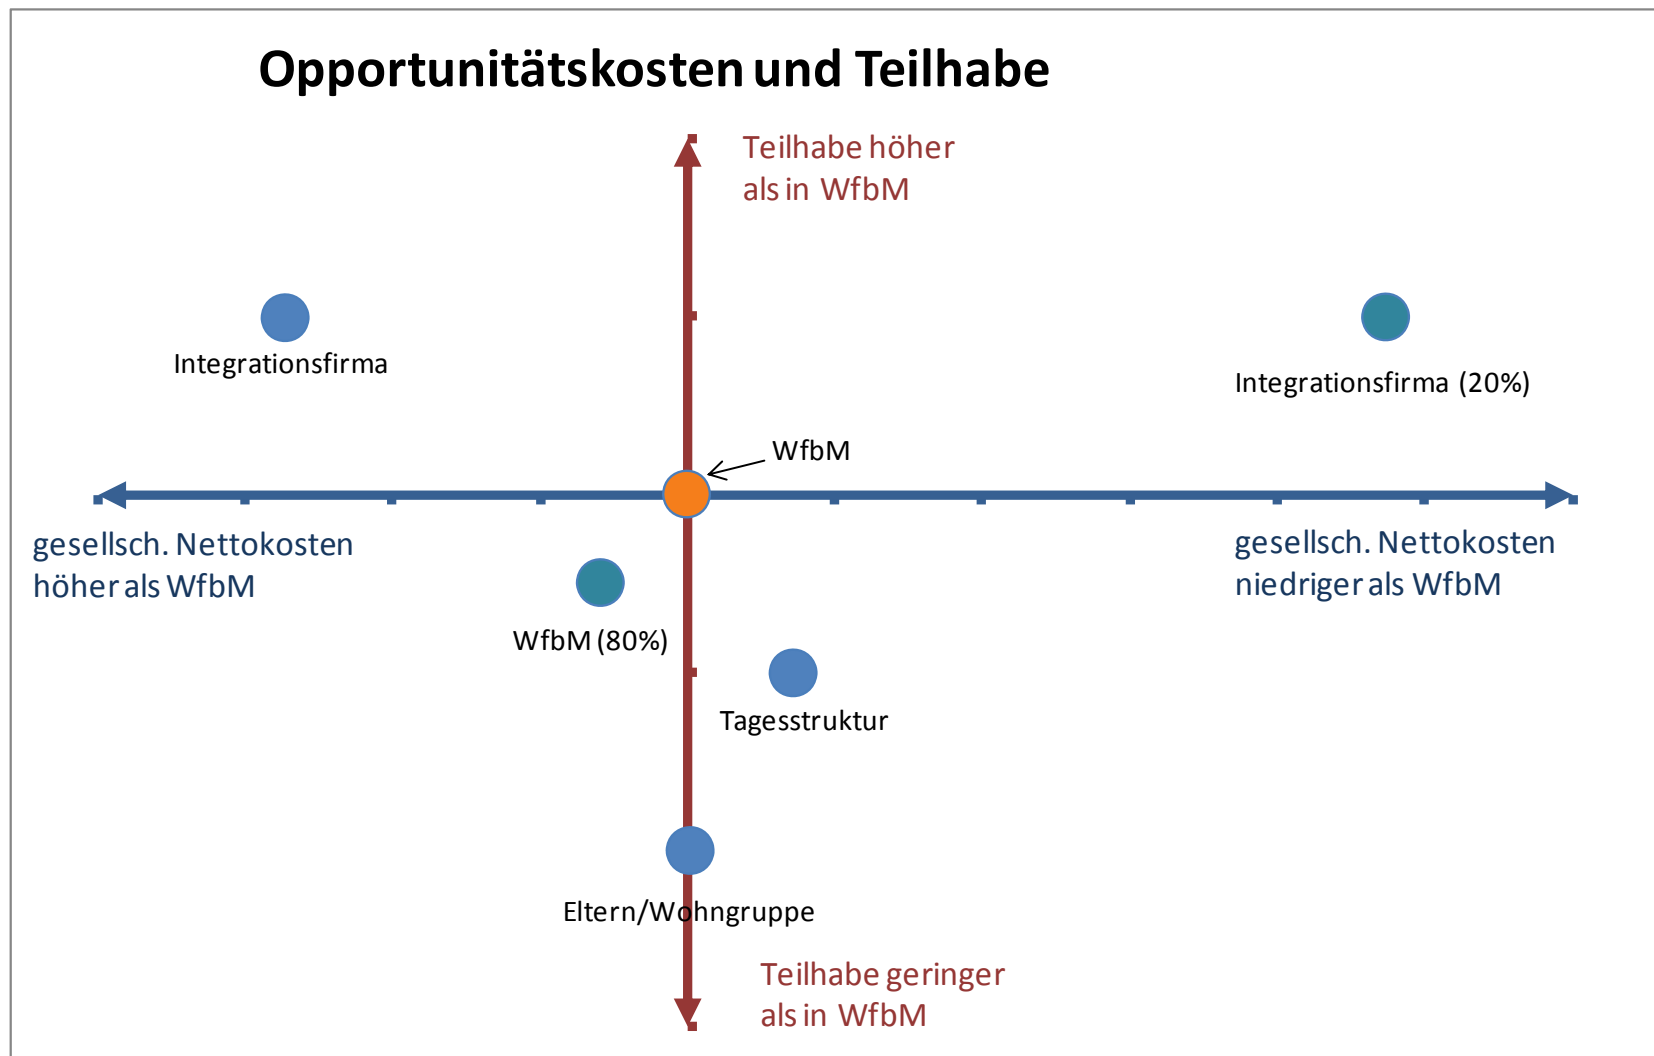 Opportunitätskosten und Teilhabe
Teilhabe höher
als in WfbM
Integrationsfirma
Integrationsfirma (20%)
WfbM
gesellsch. Nettokosten
höher als WfbM
gesellsch. Nettokosten
niedriger als WfbM
WfbM (80%)
Tagesstruktur
Eltern/Wohngruppe
Teilhabe geringer
als in WfbM